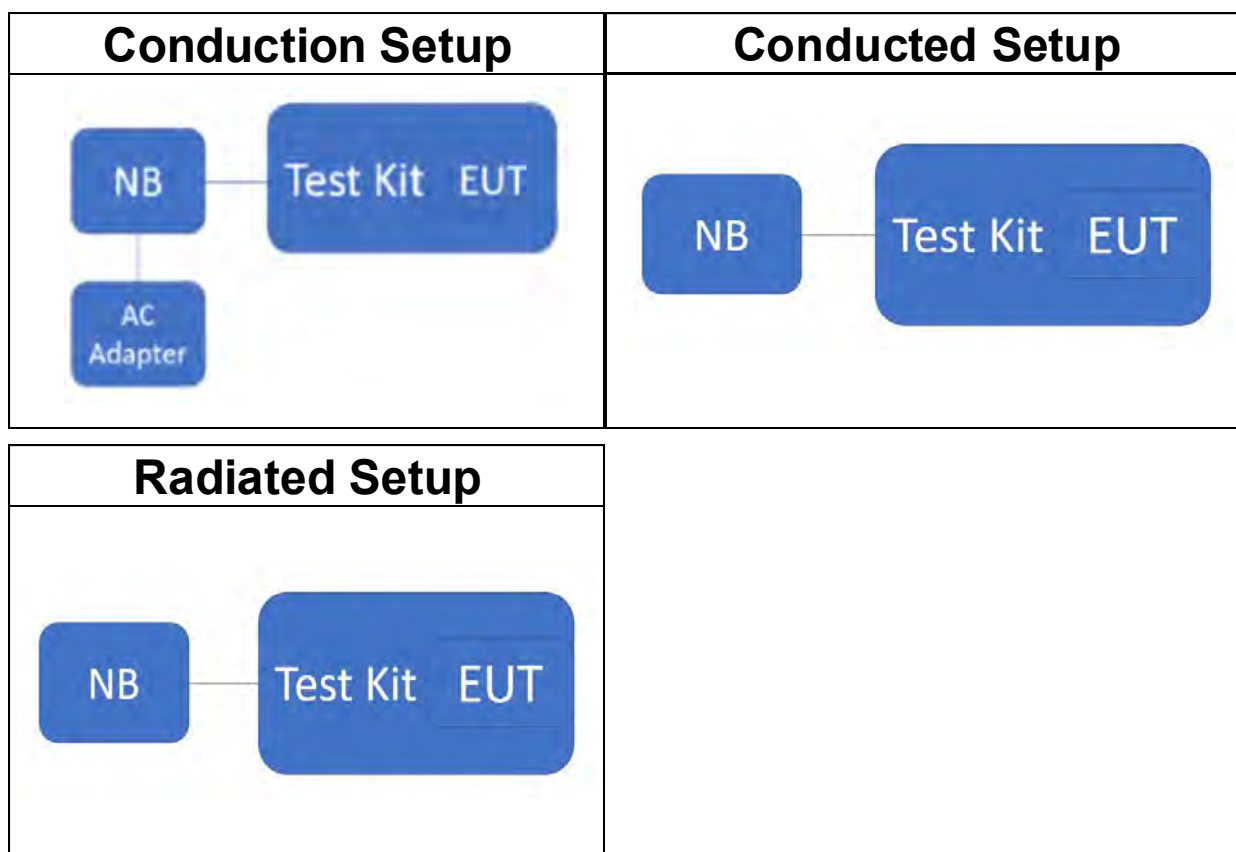 Conduction Setup
Conducted Setup
NB
Test Kit EUT
AC
Adapter
NB
Test Kit EUT
Radiated Setup
NB
Test Kit EUT